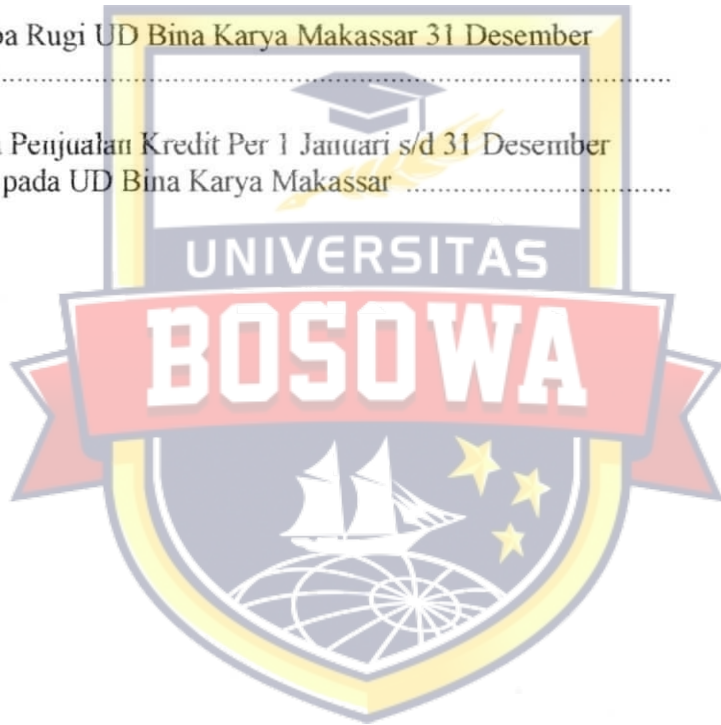 ba Rugi UD Bina Karya Makassar 31 Desember
....................................................................................
Penjualan Kredit Per 1 Januari s/d 31 Desember
pada UD Bina Karya Makassar .................................
UNIVERSITAS
BOSOWA